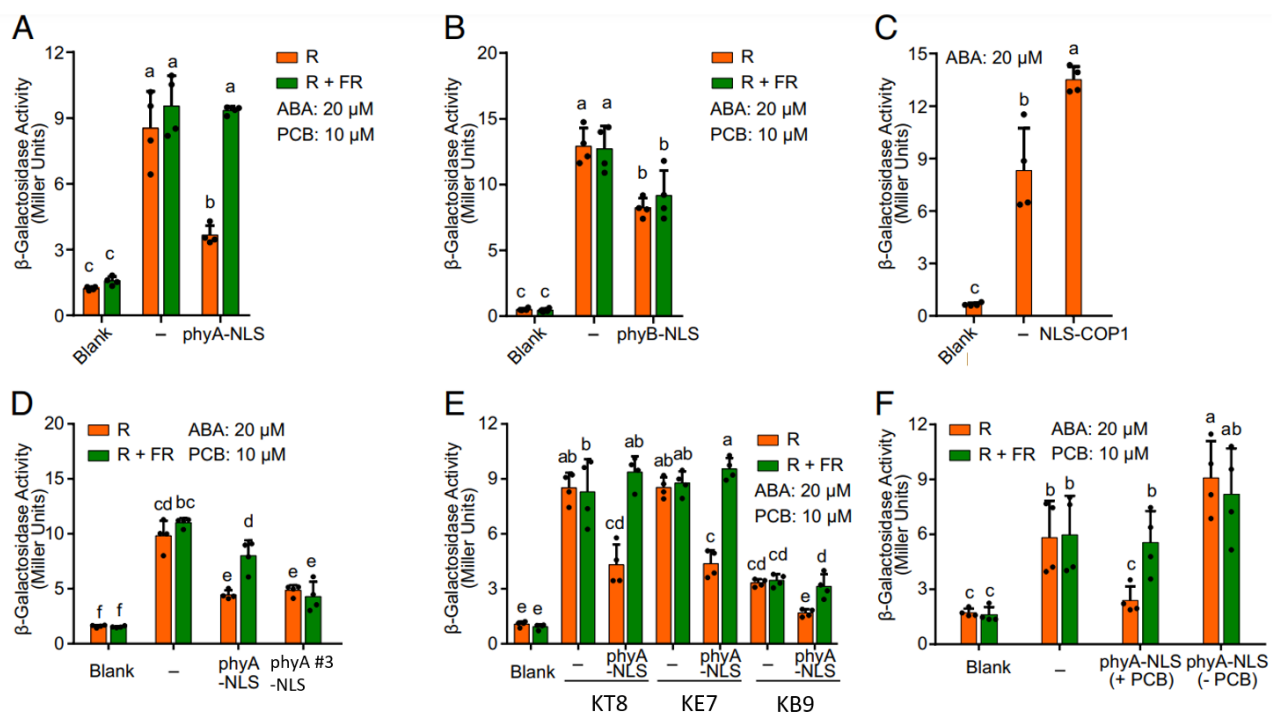 A
β-Galactosidase Activity
(Miller Units)
12
9
6
3
0
c
c
a
a
b
a
R
R + FR
ABA: 20 μM
PCB: 10 μM
Blank
–
phyA-NLS
B
β-Galactosidase Activity
(Miller Units)
20
15
10
5
0
c
c
a
a
b
b
R
R + FR
ABA: 20 μM
PCB: 10 μM
Blank
–
phyB-NLS
C
β-Galactosidase Activity
(Miller Units)
15
12
9
6
3
0
ABA: 20 μM
c
b
a
Blank
–
NLS-COP1
D
β-Galactosidase Activity
(Miller Units)
20
15
10
5
0
R
R + FR
ABA: 20 μM
PCB: 10 μM
f
f
cd
bc
e
d
e
e
Blank
–
phyA
-NLS
phyA #3
-NLS
E
β-Galactosidase Activity
(Miller Units)
12
9
6
3
0
e
e
ab
b
cd
ab
ab
ab
c
a
cd
cd
e
d
R
R + FR
ABA: 20 μM
PCB: 10 μM
Blank
–
phyA
-NLS
–
phyA
-NLS
–
phyA
-NLS
KT8
KE7
KB9
F
β-Galactosidase Activity
(Miller Units)
12
9
6
3
0
R
R + FR
ABA: 20 μM
PCB: 10 μM
c
c
b
b
c
b
a
ab
Blank
–
phyA-NLS
(+ PCB)
phyA-NLS
(- PCB)